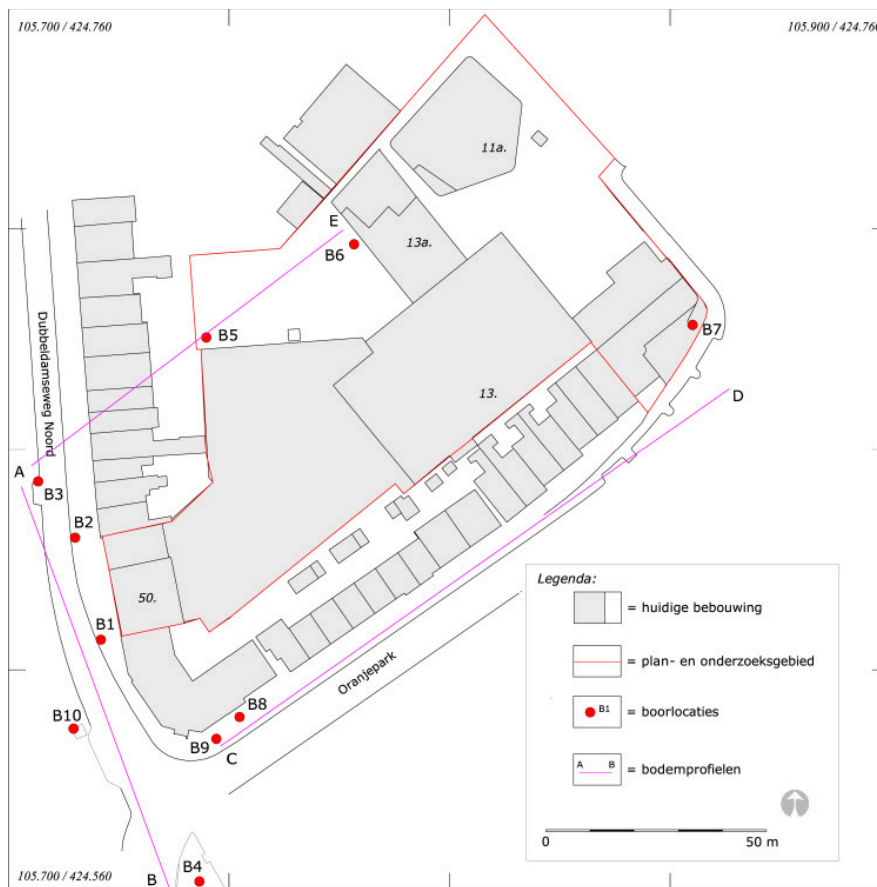 105.700 / 424.760
105.900 / 424.760
11a.
E
13a.
B6
B5
B7
Dubbeldamseweg Noord
13.
D
A
B3
B2
50.
B1
Oranjepark
B10
B8
B9
C
B4
B
105.700 / 424.560
Legenda:
= huidige bebouwing
= plan- en onderzoeksgebied
B1 = boorlocaties
A B = bodemprofielen
0 50 m